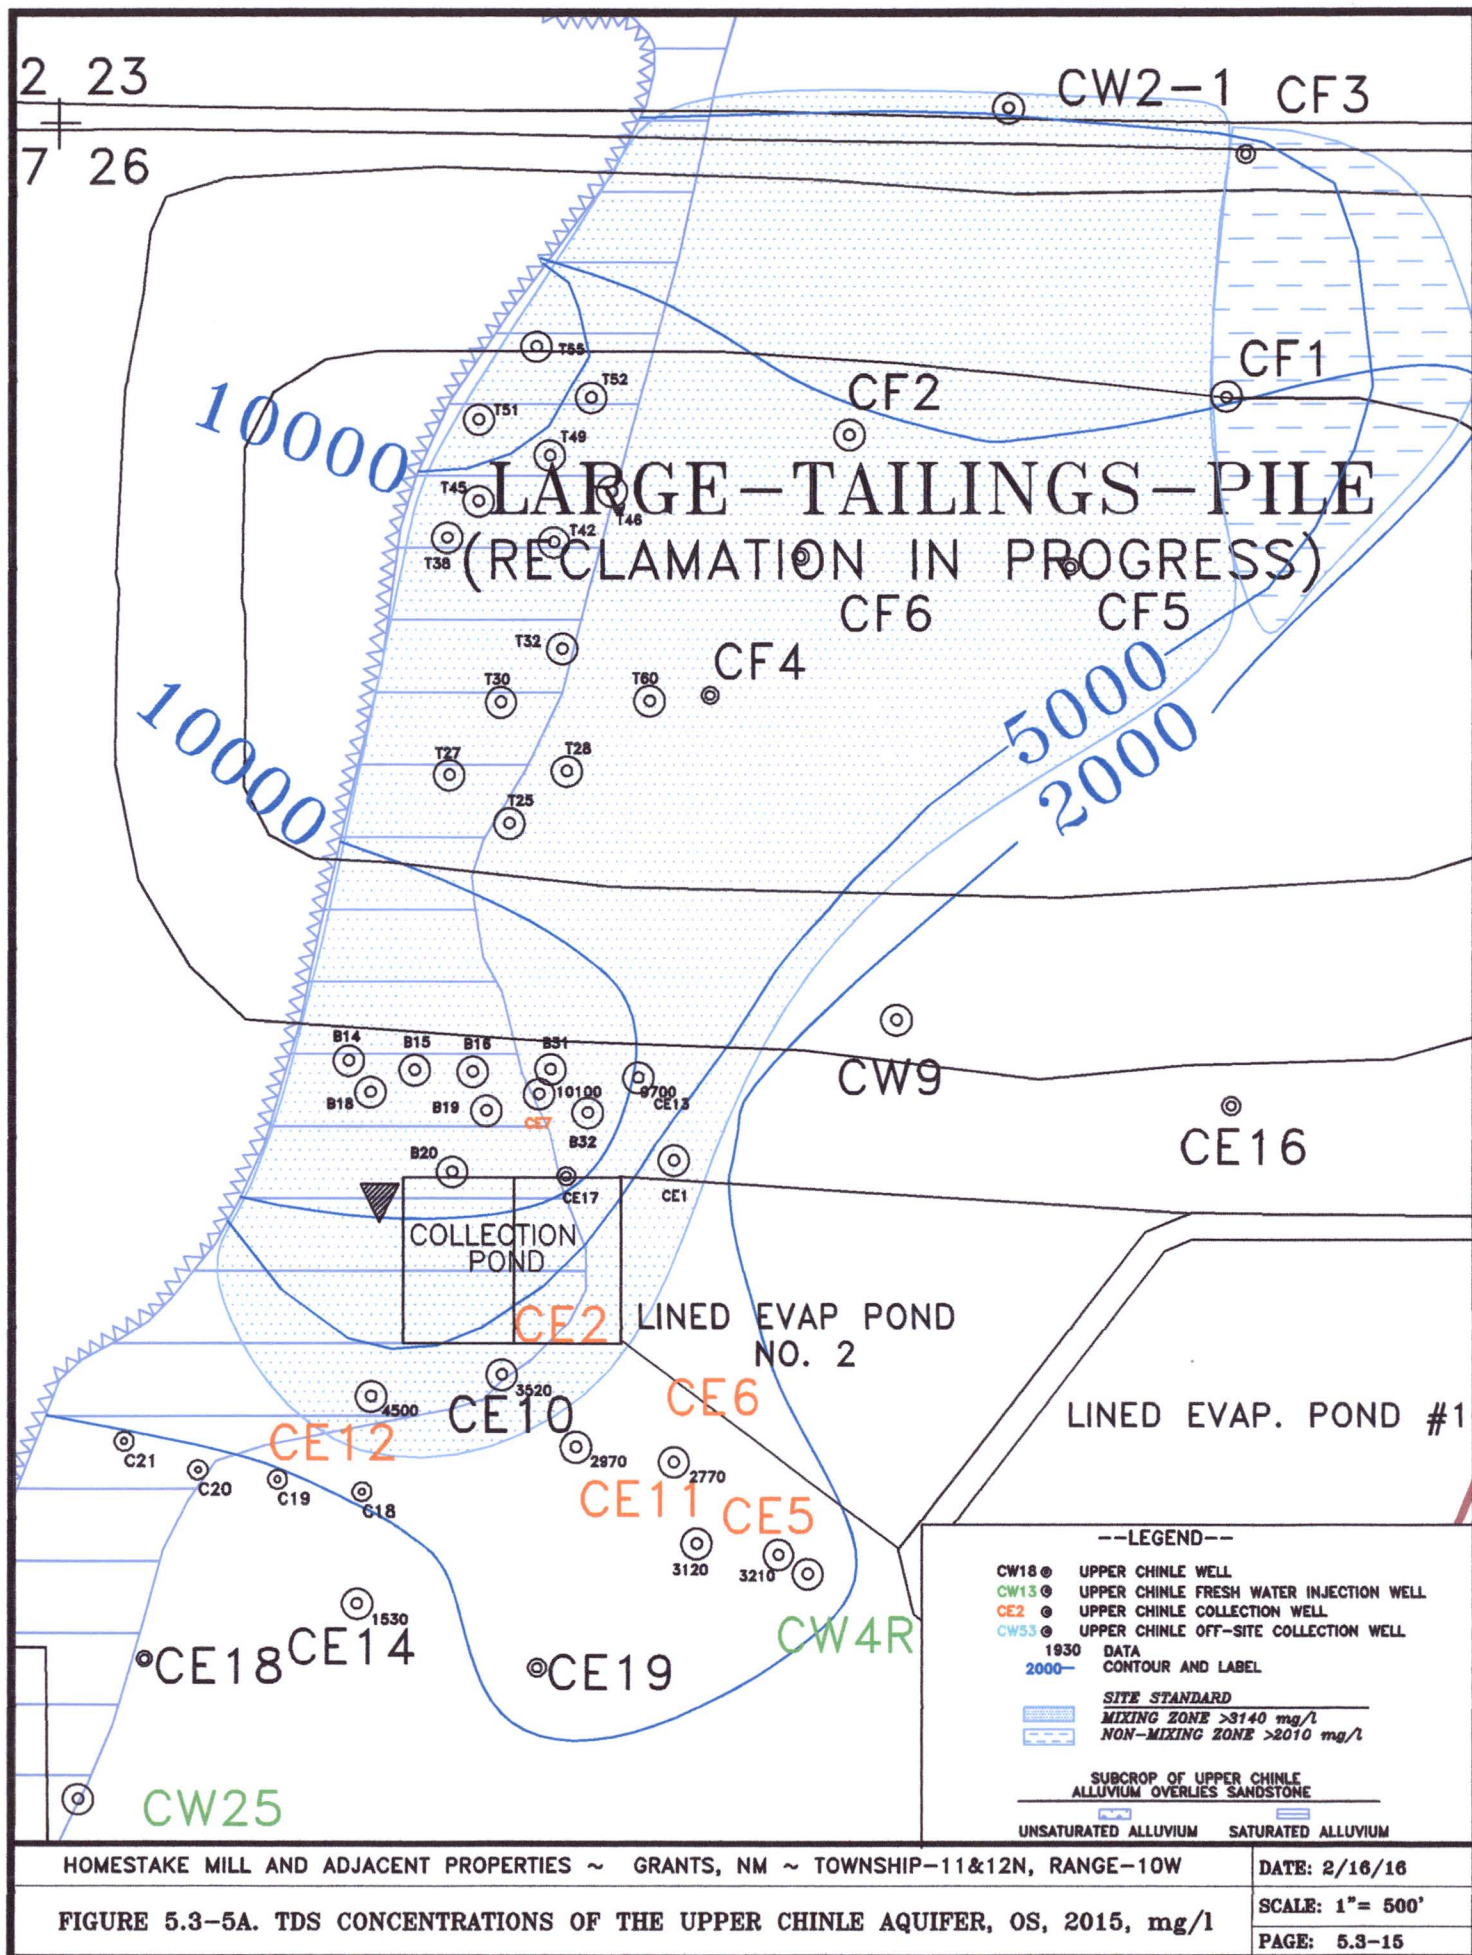 2 23
7 26
CW2-1
CF3
CF1
CF2
T55
T52
T51
T49
10000
LARGE-TAILINGS-PILE
T45
T46
T42
T38
(RECLAMATION IN PROGRESS)
CF6
CF5
T32
CF4
T30
T60
5000
10000
2000
T27
T28
T25
B14
B15
B16
B31
CW9
B18
10100
9700
B19
CE13
CE7
B32
CE16
B20
CE17
CE1
COLLECTION
POND
CE2
LINED EVAP POND
NO. 2
3520
CE6
4500
CE10
LINED EVAP. POND #1
CE12
C21
2970
2770
C20
C19
CE11
C18
CE5
3120
3210
1530
CW4R
CE18
CE14
CE19
CW25
--LEGEND--
CW18 UPPER CHINLE WELL
CW13 UPPER CHINLE FRESH WATER INJECTION WELL
CE2 UPPER CHINLE COLLECTION WELL
CW53 UPPER CHINLE OFF-SITE COLLECTION WELL
1930 DATA
2000- CONTOUR AND LABEL
SITE STANDARD
MIXING ZONE >3140 mg/l
NON-MIXING ZONE >2010 mg/l
SUBCROP OF UPPER CHINLE
ALLUVIUM OVERLIES SANDSTONE
UNSATURATED ALLUVIUM SATURATED ALLUVIUM
HOMESTAKE MILL AND ADJACENT PROPERTIES ~ GRANTS, NM ~ TOWNSHIP-11&12N, RANGE-10W
DATE: 2/16/16
FIGURE 5.3-5A. TDS CONCENTRATIONS OF THE UPPER CHINLE AQUIFER, OS, 2015, mg/l
SCALE: 1"= 500'
PAGE: 5.3-15